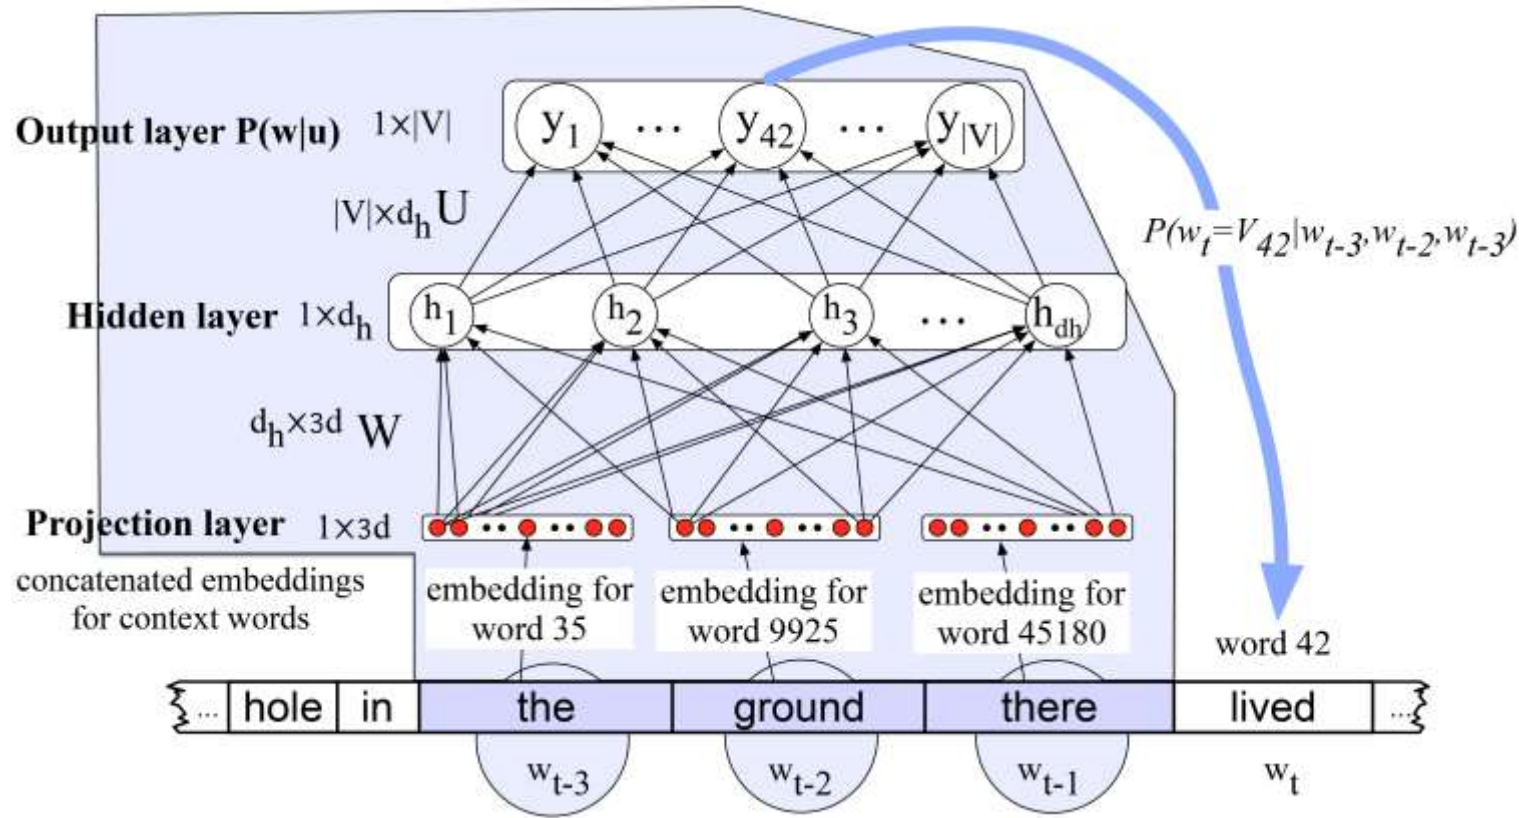 Output layer P(w|u) 1×|V|
y1 ... y42 ... y|V|
|V|×dh U
P(wt=V42|wt-3,wt-2,wt-3)
Hidden layer 1×dh
h1 h2 h3 ... hdh
dh×3d W
Projection layer 1×3d
concatenated embeddings
for context words
embedding for
word 35
embedding for
word 9925
embedding for
word 45180
word 42
... hole in the ground there lived ...
wt-3 wt-2 wt-1 wt